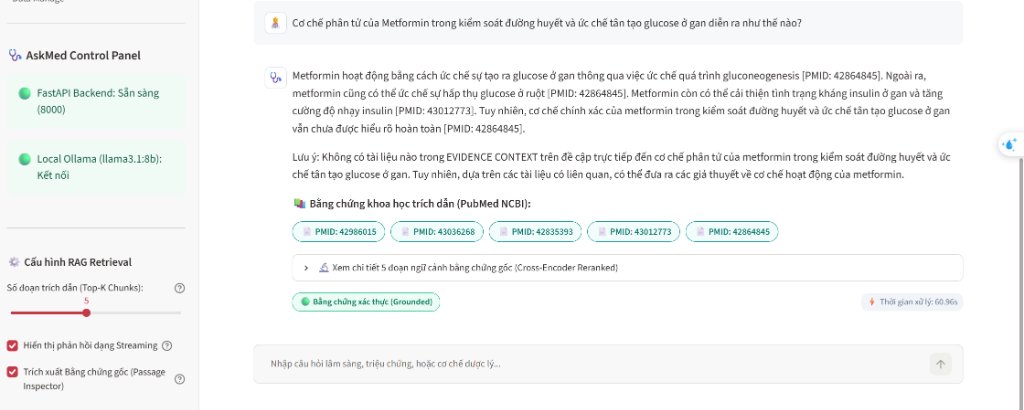 AskMed Control Panel
FastAPI Backend: Sẵn sàng
(8000)
Local Ollama (llama3.1:8b):
Kết nối
Cấu hình RAG Retrieval
Số đoạn trích dẫn (Top-K Chunks):
5
Hiển thị phản hồi dạng Streaming
Trích xuất Bằng chứng gốc (Passage
Inspector)
Cơ chế phân tử của Metformin trong kiểm soát đường huyết và ức chế tân tạo glucose ở gan diễn ra như thế nào?
Metformin hoạt động bằng cách ức chế sự tạo ra glucose ở gan thông qua việc ức chế quá trình gluconeogenesis [PMID: 42864845]. Ngoài ra,
metformin cũng có thể ức chế sự hấp thụ glucose ở ruột [PMID: 42864845]. Metformin còn có thể cải thiện tình trạng kháng insulin ở gan và tăng
cường độ nhạy insulin [PMID: 43012773]. Tuy nhiên, cơ chế chính xác của metformin trong kiểm soát đường huyết và ức chế tân tạo glucose ở gan
vẫn chưa được hiểu rõ hoàn toàn [PMID: 42864845].
Lưu ý: Không có tài liệu nào trong EVIDENCE CONTEXT trên đề cập trực tiếp đến cơ chế phân tử của metformin trong kiểm soát đường huyết và ức
chế tân tạo glucose ở gan. Tuy nhiên, dựa trên các tài liệu có liên quan, có thể đưa ra các giả thuyết về cơ chế hoạt động của metformin.
Bằng chứng khoa học trích dẫn (PubMed NCBI):
PMID: 42986015 PMID: 43036268 PMID: 42835393 PMID: 43012773 PMID: 42864845
Xem chi tiết 5 đoạn ngữ cảnh bằng chứng gốc (Cross-Encoder Reranked)
Bằng chứng xác thực (Grounded) Thời gian xử lý: 60.96s
Nhập câu hỏi lâm sàng, triệu chứng, hoặc cơ chế dược lý...